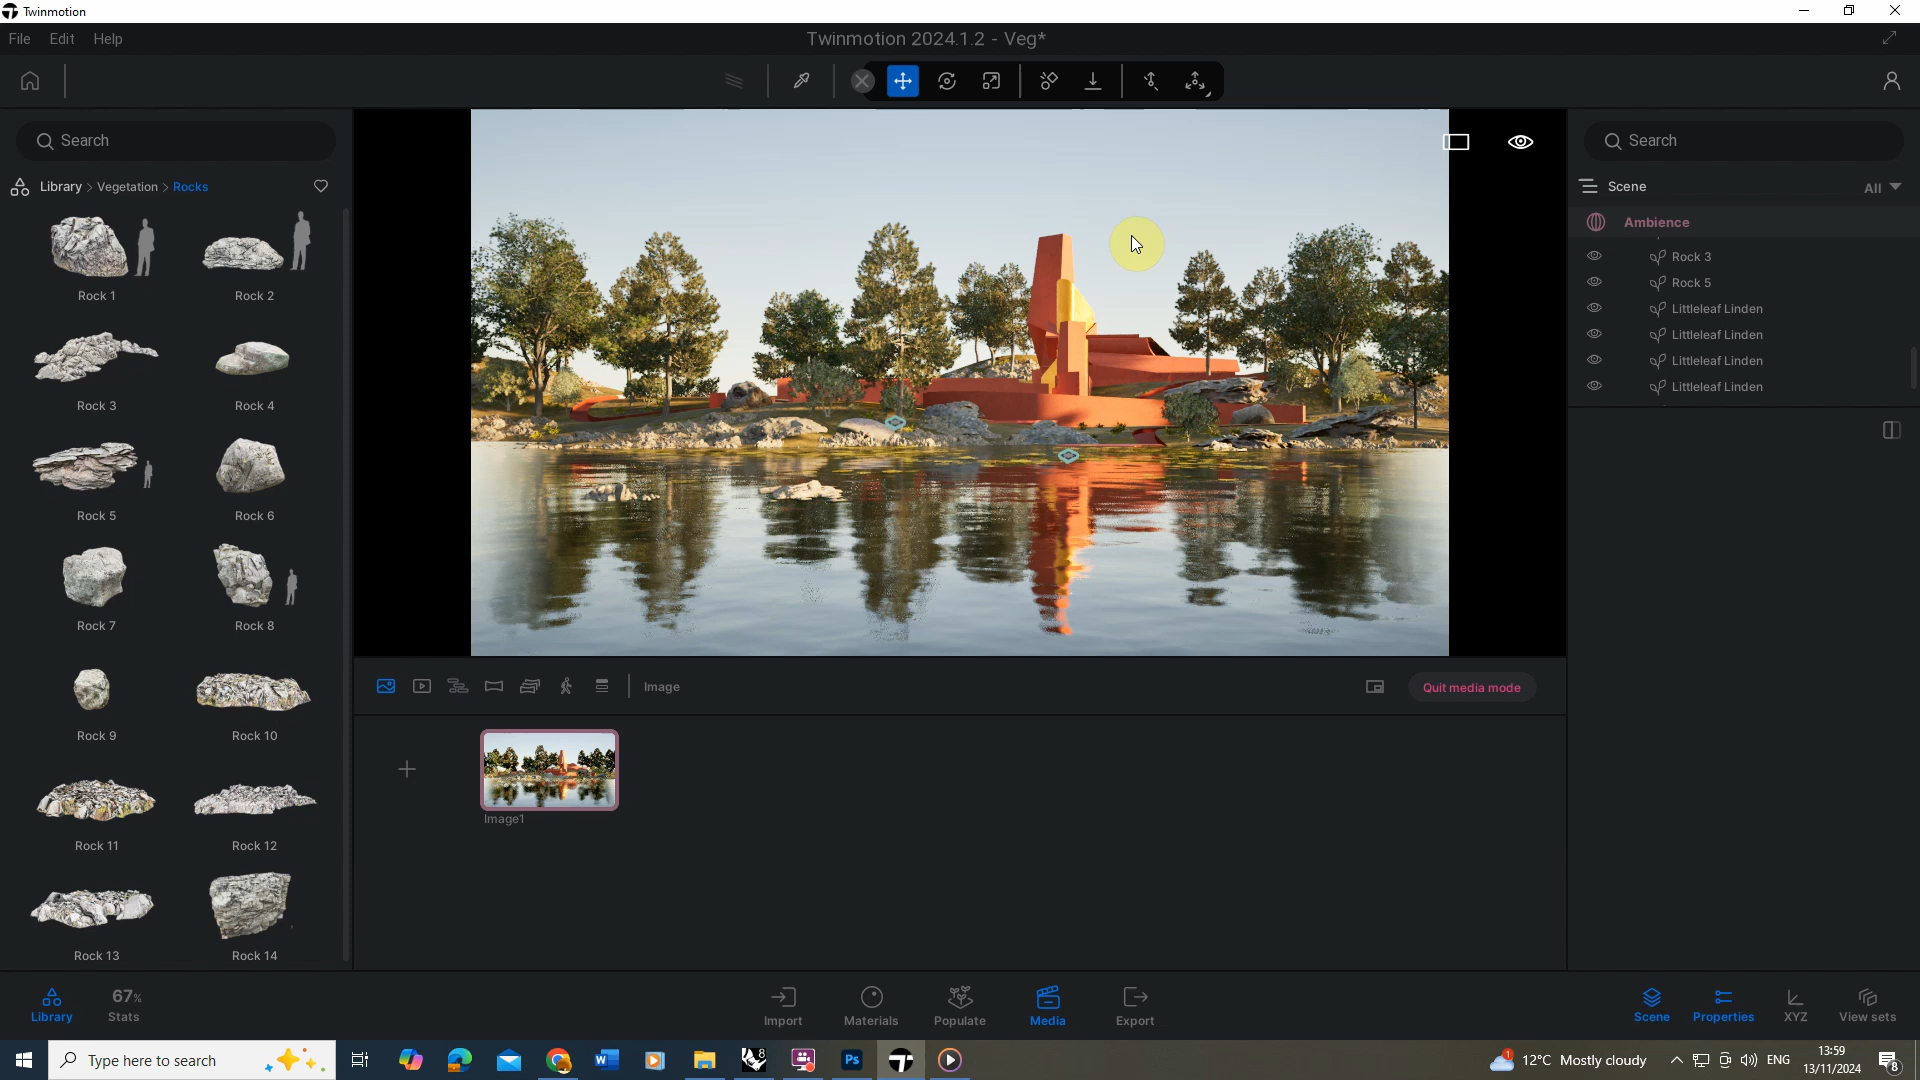 Twinmotion
File Edit Help
Twinmotion 2024.1.2 - Veg*
Search
Library > Vegetation > Rocks
Rock 1
Rock 2
Rock 3
Rock 4
Rock 5
Rock 6
Rock 7
Rock 8
Rock 9
Rock 10
Rock 11
Rock 12
Rock 13
Rock 14
Search
Scene
All
Ambience
Rock 3
Rock 5
Littleleaf Linden
Littleleaf Linden
Littleleaf Linden
Littleleaf Linden
Image
Quit media mode
Image1
Library
67%
Stats
Import
Materials
Populate
Media
Export
Scene
Properties
XYZ
View sets
Type here to search
8
Ps
1
12°C Mostly cloudy
ENG
13:59
13/11/2024
8